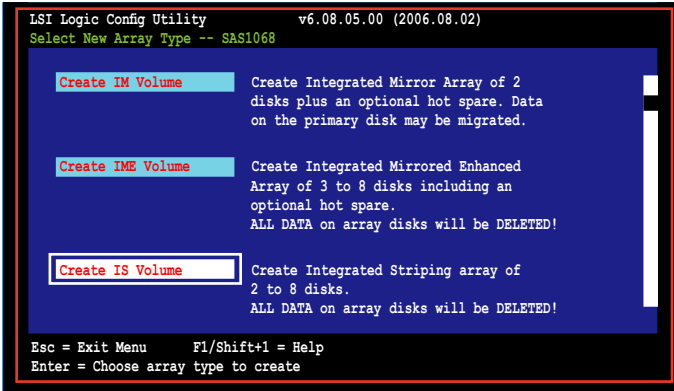 LSI Logic Config Utility v6.08.05.00 (2006.08.02)
Select New Array Type -- SAS1068
Create IM Volume Create Integrated Mirror Array of 2
disks plus an optional hot spare. Data
on the primary disk may be migrated.
Create IME Volume Create Integrated Mirrored Enhanced
Array of 3 to 8 disks including an
optional hot spare.
ALL DATA on array disks will be DELETED!
Create IS Volume Create Integrated Striping array of
2 to 8 disks.
ALL DATA on array disks will be DELETED!
Esc = Exit Menu F1/Shift+1 = Help
Enter = Choose array type to create